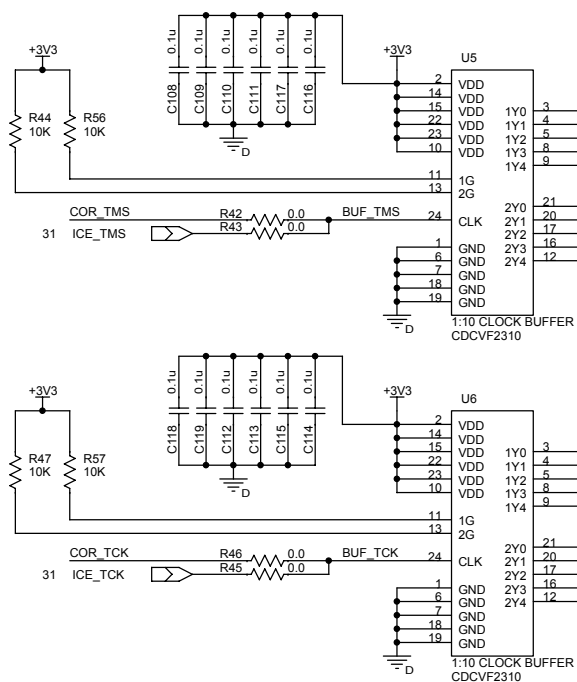 +3V3
R44
10K
R56
10K
0.1u
0.1u
0.1u
0.1u
0.1u
0.1u
C108
C109
C110
C111
C117
C116
D
+3V3
U5
2 VDD
14 VDD
15 VDD
22 VDD
23 VDD
10 VDD
11 1G
13 2G
24 CLK
1 GND
6 GND
7 GND
18 GND
19 GND
1Y0 3
1Y1 4
1Y2 5
1Y3 8
1Y4 9
2Y0 21
2Y1 20
2Y2 17
2Y3 16
2Y4 12
COR_TMS
R42 0.0
BUF_TMS
31 ICE_TMS
R43 0.0
D
1:10 CLOCK BUFFER
CDCVF2310
+3V3
R47
10K
R57
10K
0.1u
0.1u
0.1u
0.1u
0.1u
0.1u
C118
C119
C112
C113
C115
C114
D
+3V3
U6
2 VDD
14 VDD
15 VDD
22 VDD
23 VDD
10 VDD
11 1G
13 2G
24 CLK
1 GND
6 GND
7 GND
18 GND
19 GND
1Y0 3
1Y1 4
1Y2 5
1Y3 8
1Y4 9
2Y0 21
2Y1 20
2Y2 17
2Y3 16
2Y4 12
COR_TCK
R46 0.0
BUF_TCK
31 ICE_TCK
R45 0.0
D
1:10 CLOCK BUFFER
CDCVF2310